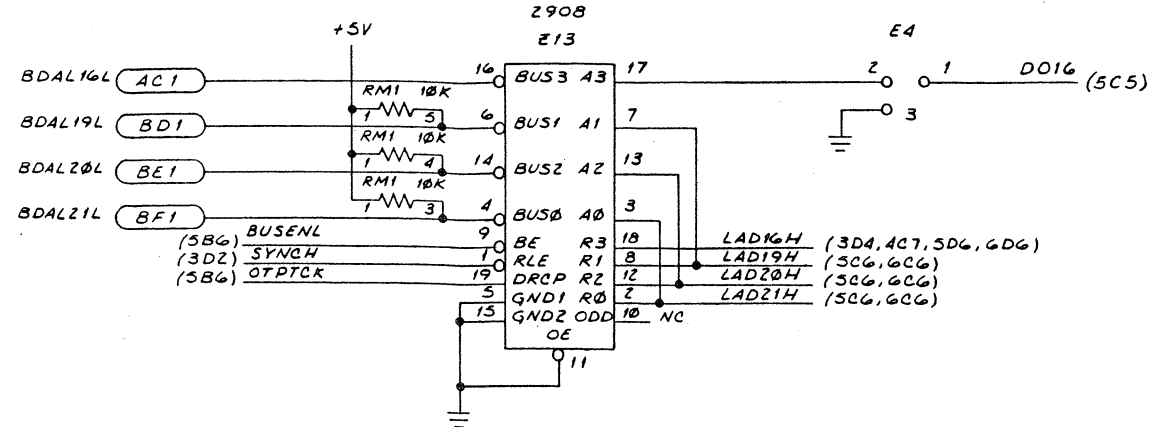 2908
Z13
+5V
E4
BDAL16L AC1 16 BUS3 A3 17 2 1 DO16 (5C5)
RM1 10K
1 5
3
BDAL19L BD1 6 BUS1 A1 7
RM1 10K
1 4
BDAL20L BE1 14 BUS2 A2 13
RM1 10K
1 3
BDAL21L BF1 4 BUS0 A0 3
(5B6) BUSENL 9 BE R3 18 LAD16H (3D4, 4C7, 5D6, 6D6)
(3D2) SYNCH 1 RLE R1 8 LAD19H (5C6, 6C6)
(5B6) OTPTCK 19 DRCP R2 12 LAD20H (5C6, 6C6)
5 GND1 R0 2 LAD21H (5C6, 6C6)
15 GND2 ODD 10 NC
OE
11